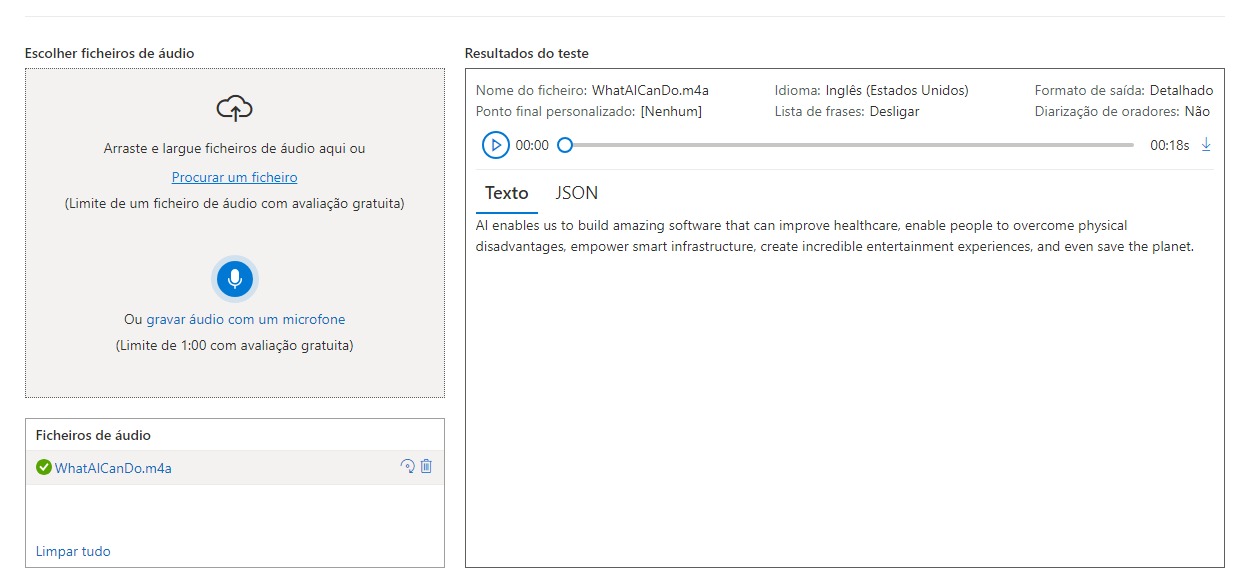 Escolher ficheiros de áudio
Arraste e largue ficheiros de áudio aqui ou
Procurar um ficheiro
(Limite de um ficheiro de áudio com avaliação gratuita)
Ou gravar áudio com um microfone
(Limite de 1:00 com avaliação gratuita)
Ficheiros de áudio
WhatAICanDo.m4a
Limpar tudo
Resultados do teste
Nome do ficheiro: WhatAICanDo.m4a Idioma: Inglês (Estados Unidos) Formato de saída: Detalhado
Ponto final personalizado: [Nenhum] Lista de frases: Desligar Diarização de oradores: Não
00:00 00:18s
Texto JSON
AI enables us to build amazing software that can improve healthcare, enable people to overcome physical
disadvantages, empower smart infrastructure, create incredible entertainment experiences, and even save the planet.